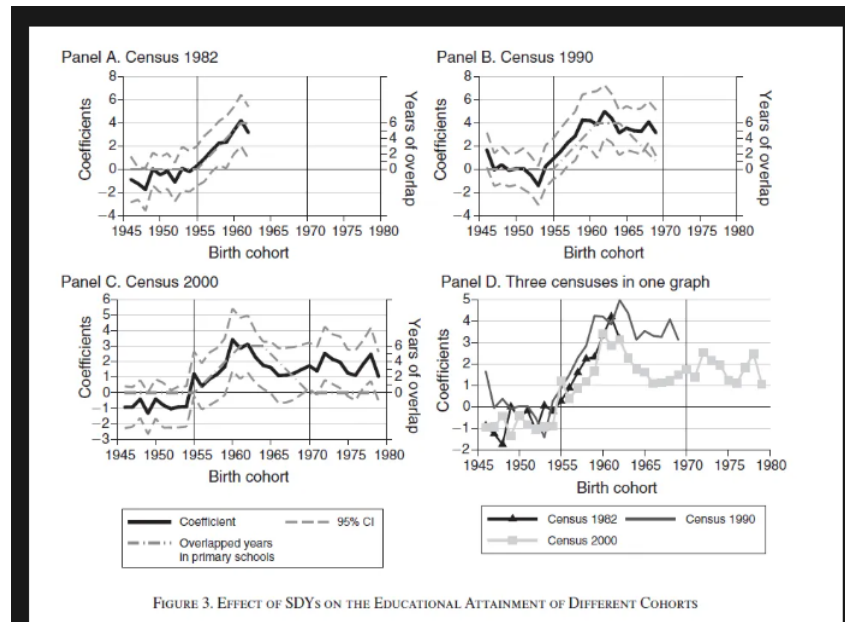 Panel A. Census 1982
8
6
4
2
0
−2
−4
Coefficients
6
4
2
0
Years of overlap
1945 1950 1955 1960 1965 1970 1975 1980
Birth cohort
Panel B. Census 1990
8
6
4
2
0
−2
−4
Coefficients
6
4
2
0
Years of overlap
1945 1950 1955 1960 1965 1970 1975 1980
Birth cohort
Panel C. Census 2000
6
5
4
3
2
1
0
−1
−2
−3
Coefficients
6
4
2
0
Years of overlap
1945 1950 1955 1960 1965 1970 1975 1980
Birth cohort
Panel D. Three censuses in one graph
5
4
3
2
1
0
−1
−2
Coefficients
1945 1950 1955 1960 1965 1970 1975 1980
Birth cohort
Coefficient 95% CI
Overlapped years
in primary schools
Census 1982 Census 1990
Census 2000
FIGURE 3. EFFECT OF SDYS ON THE EDUCATIONAL ATTAINMENT OF DIFFERENT COHORTS